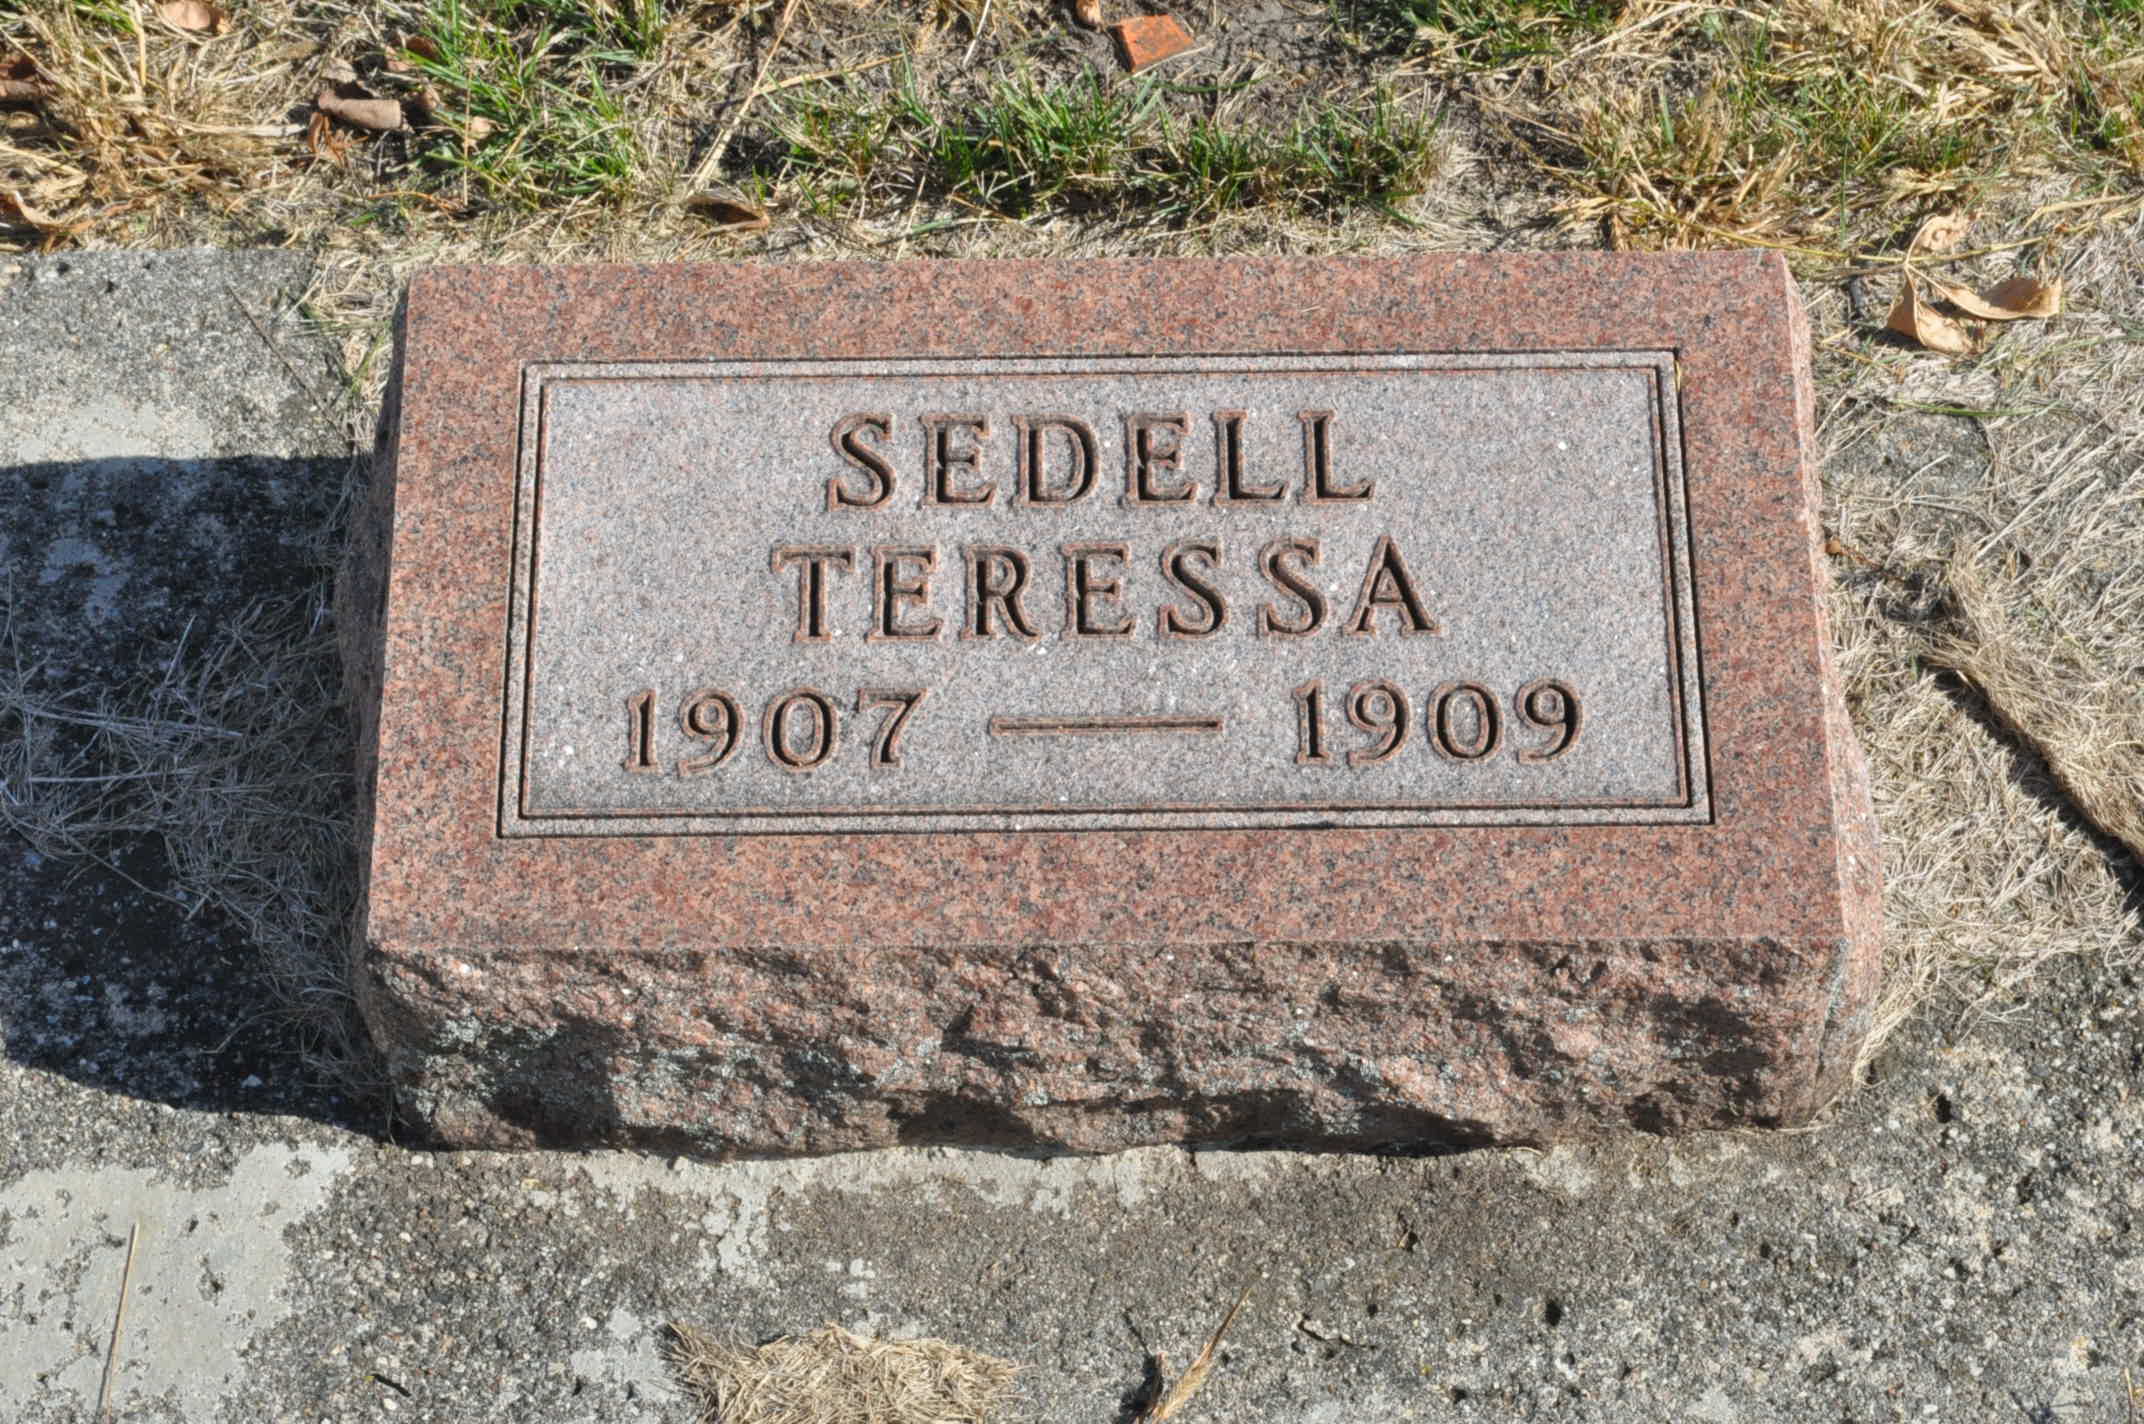 SEDELL
TERESSA
1907 — 1909